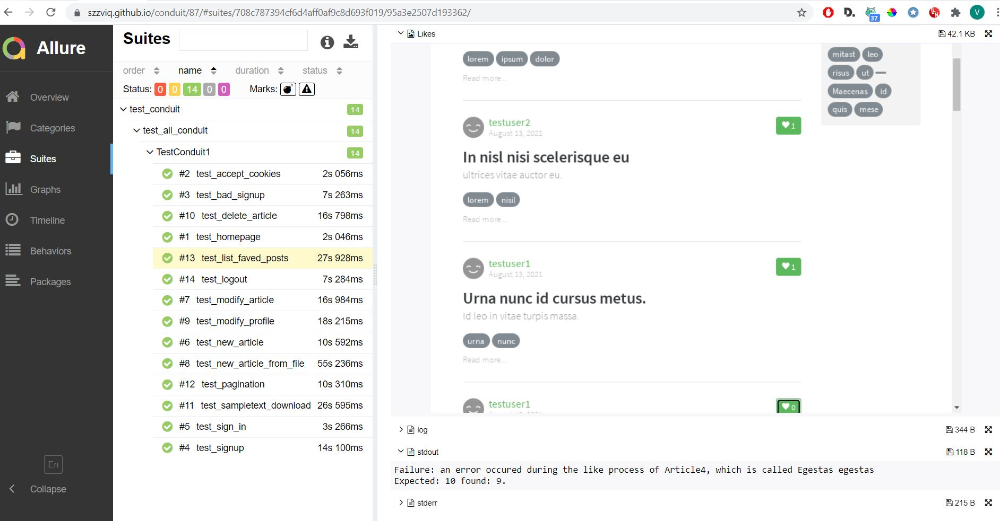 szzviq.github.io/conduit/87/#suites/708c787394cf6d4aff0af9c8d693f019/95a3e2507d193362/
D.
37
V
Allure
Overview
Categories
Suites
Graphs
Timeline
Behaviors
Packages
En
Collapse
Suites
order name duration status
Status: 0 0 14 0 0 Marks:
test_conduit 14
test_all_conduit 14
TestConduit1 14
#2 test_accept_cookies 2s 056ms
#3 test_bad_signup 7s 263ms
#10 test_delete_article 16s 798ms
#1 test_homepage 2s 046ms
#13 test_list_faved_posts 27s 928ms
#14 test_logout 7s 284ms
#7 test_modify_article 16s 984ms
#9 test_modify_profile 18s 215ms
#6 test_new_article 10s 592ms
#8 test_new_article_from_file 55s 236ms
#12 test_pagination 10s 310ms
#11 test_sampletext_download 26s 595ms
#5 test_sign_in 3s 266ms
#4 test_signup 14s 100ms
Likes 42.1 KB
lorem ipsum dolor
Read more...
mitast leo
risus ut
Maecenas id
quis mese
testuser2 1
August 13, 2021
In nisl nisi scelerisque eu
ultrices vitae auctor eu.
lorem nisil
Read more...
testuser1 1
August 13, 2021
Urna nunc id cursus metus.
Id leo in vitae turpis massa.
urna nunc
Read more...
testuser1 0
log 344 B
stdout 118 B
Failure: an error occured during the like process of Article4, which is called Egestas egestas
Expected: 10 found: 9.
stderr 215 B